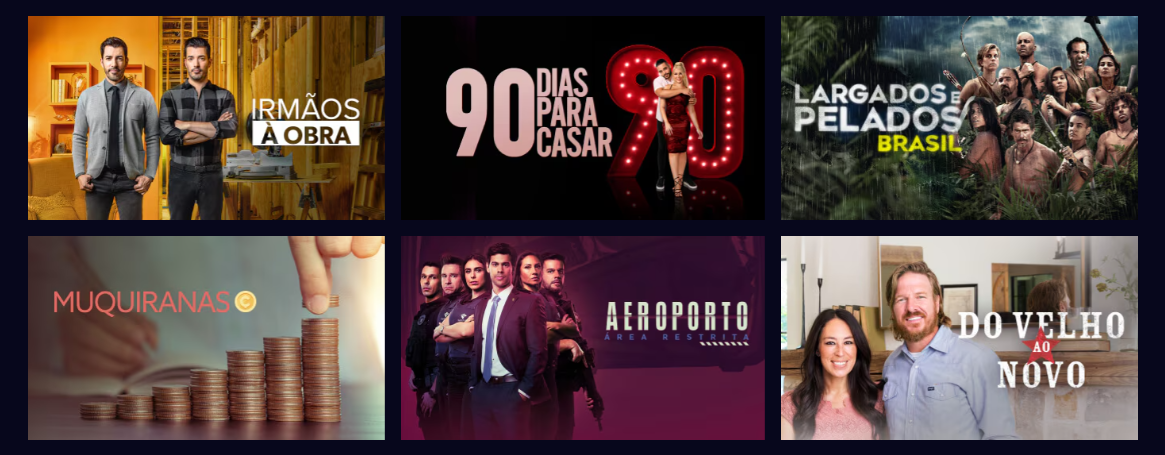 IRMÃOS
À OBRA
90 DIAS
PARA
CASAR
90
LARGADOS E
PELADOS
BRASIL
MUQUIRANAS C
AEROPORTO
ÁREA RESTRITA
DO VELHO
AO
NOVO